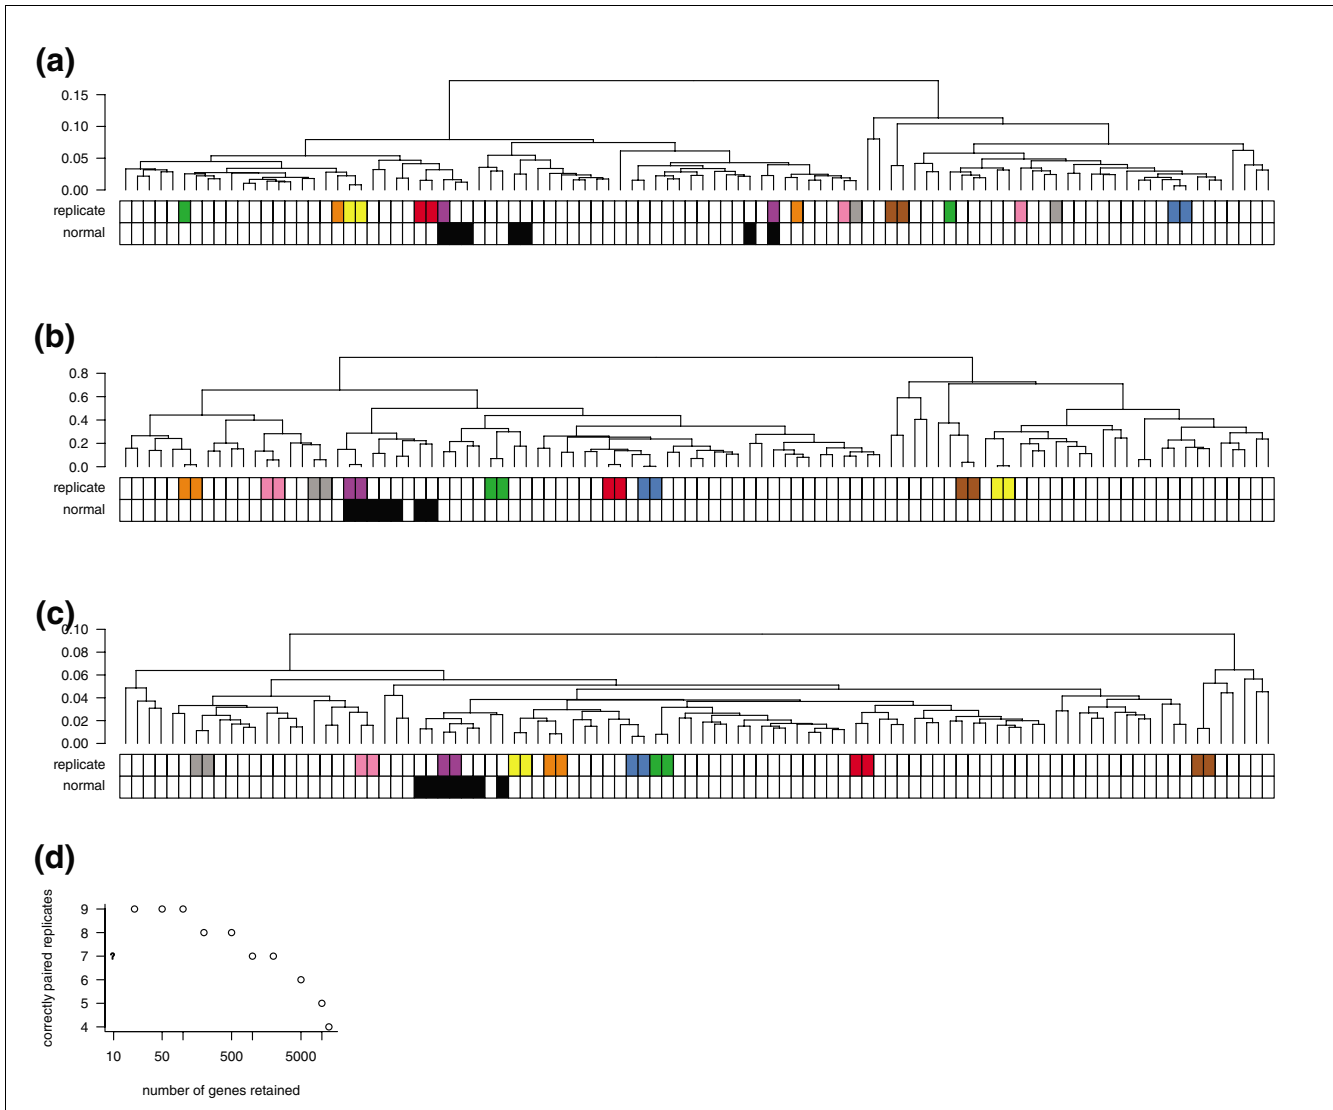 (a)
0.15
0.10
0.05
0.00
replicate
normal
(b)
0.8
0.6
0.4
0.2
0.0
replicate
normal
(c)
0.10
0.08
0.06
0.04
0.02
0.00
replicate
normal
(d)
correctly paired replicates
9
8
7
6
5
4
?
10 50 500 5000
number of genes retained